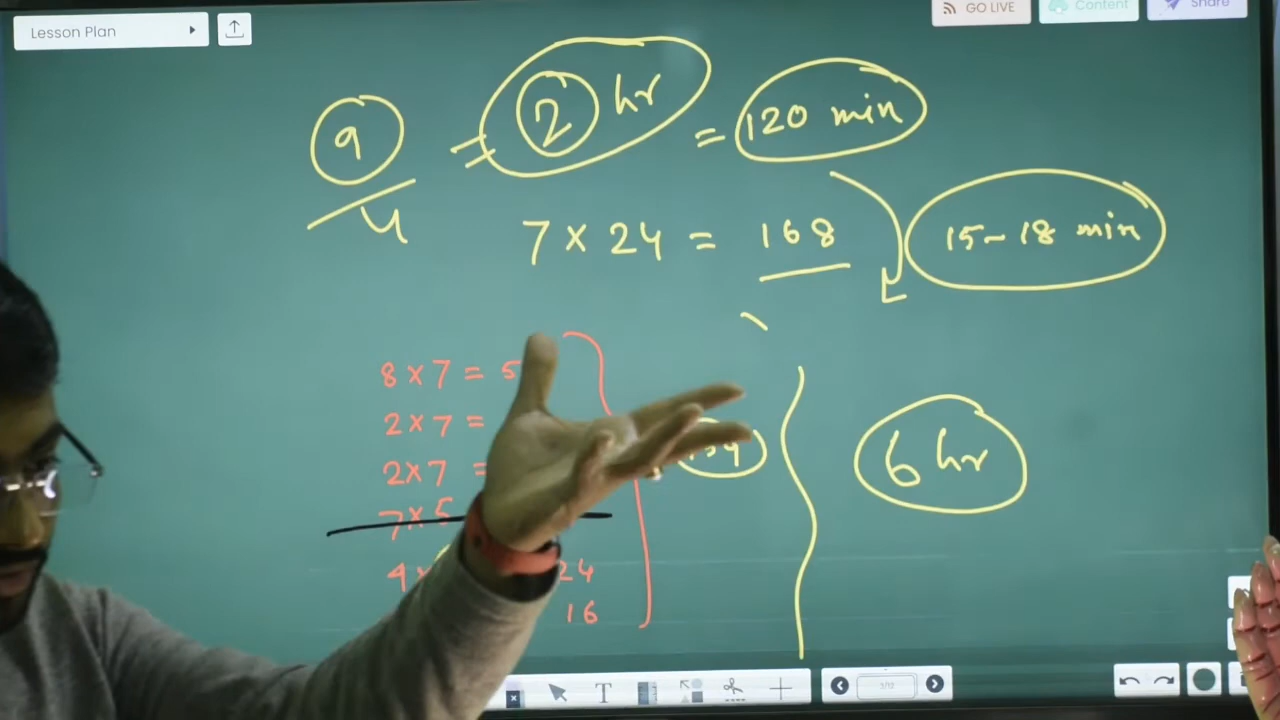 Lesson Plan
GO LIVE
Content
Share
9/4 = 2 hr = 120 min
7 × 24 = 168
15-18 min
8 × 7 = 5
2 × 7 =
2 × 7 =
7 × 5
4 × 24
16
6 hr